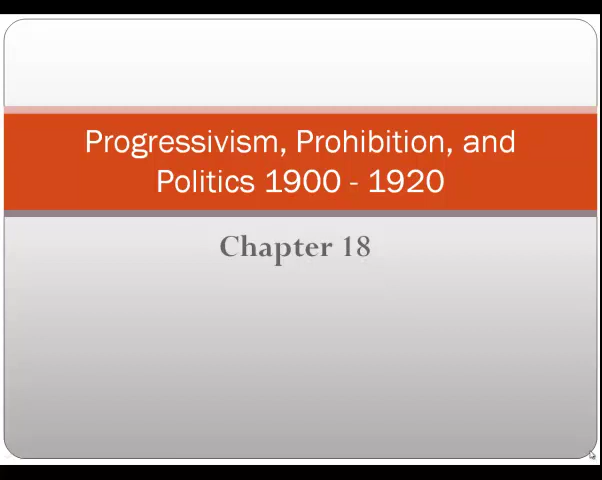 Progressivism, Prohibition, and
Politics 1900 - 1920
Chapter 18